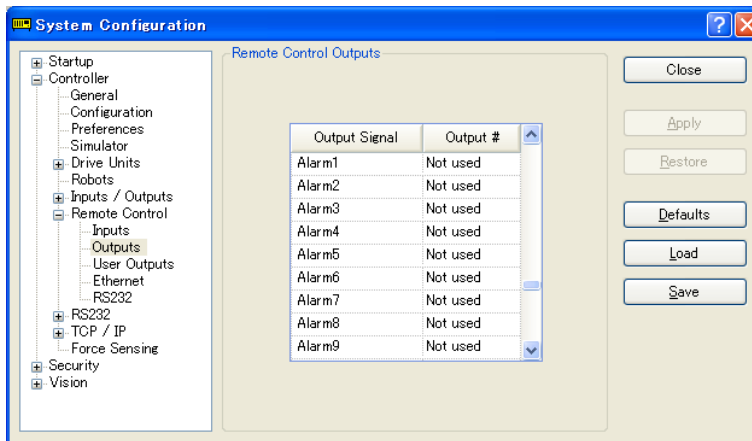 System Configuration
Startup
Controller
General
Configuration
Preferences
Simulator
Drive Units
Robots
Inputs / Outputs
Remote Control
Inputs
Outputs
User Outputs
Ethernet
RS232
RS232
TCP / IP
Force Sensing
Security
Vision
Remote Control Outputs
Output Signal Output #
Alarm1 Not used
Alarm2 Not used
Alarm3 Not used
Alarm4 Not used
Alarm5 Not used
Alarm6 Not used
Alarm7 Not used
Alarm8 Not used
Alarm9 Not used
Close
Apply
Restore
Defaults
Load
Save